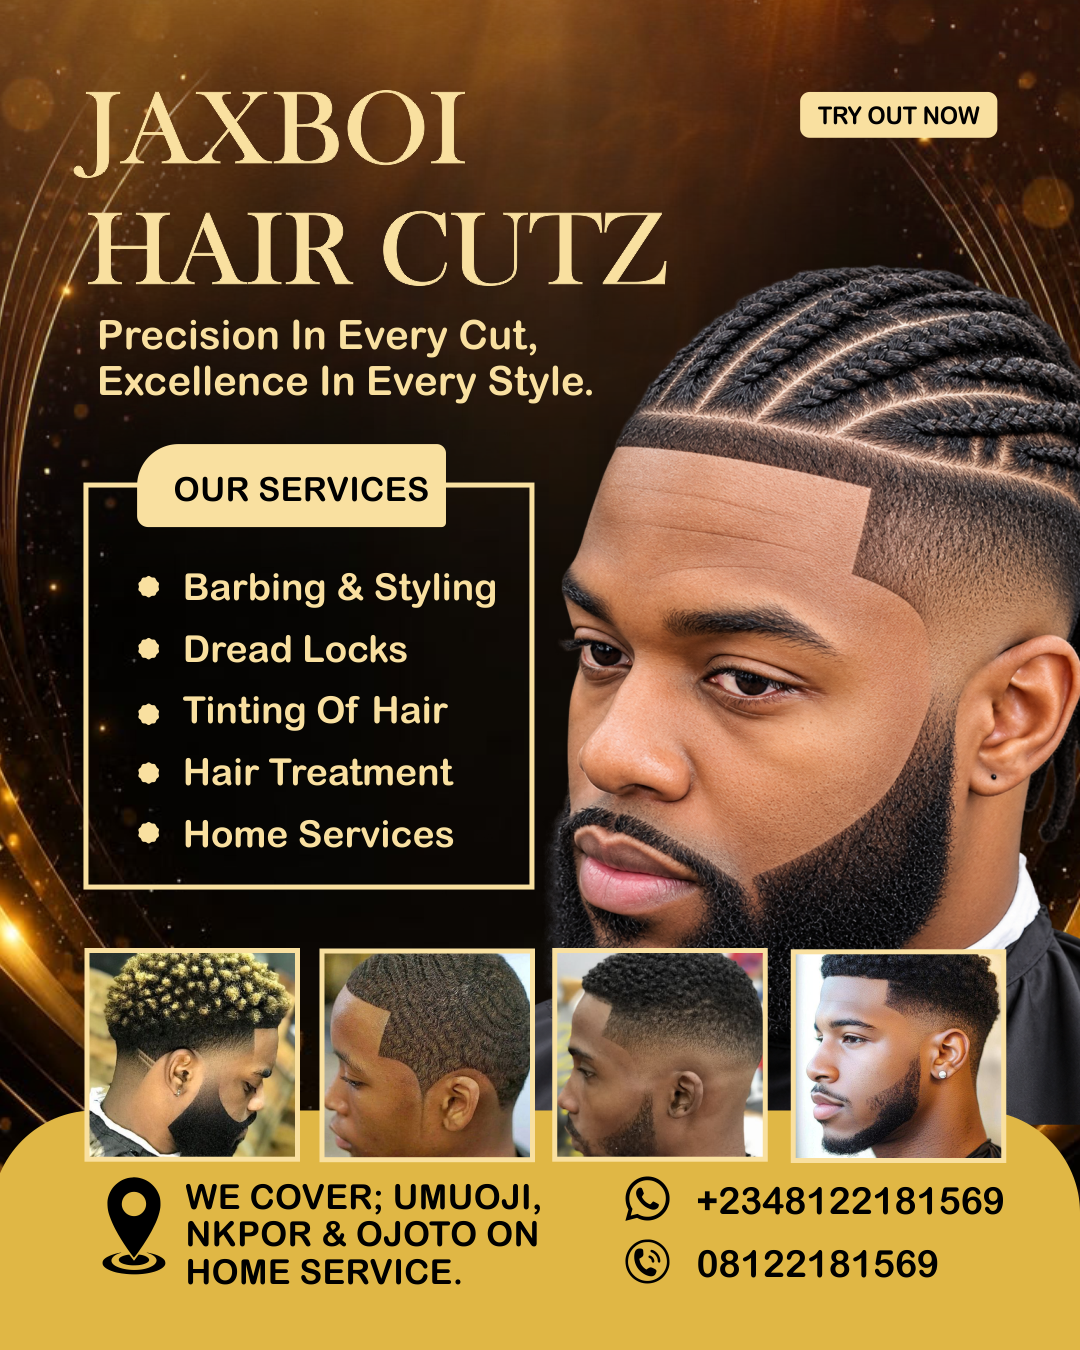 JAXBOI
HAIR CUTZ
TRY OUT NOW
Precision In Every Cut,
Excellence In Every Style.
OUR SERVICES
Barbing & Styling
Dread Locks
Tinting Of Hair
Hair Treatment
Home Services
WE COVER; UMUOJI,
NKPOR & OJOTO ON
HOME SERVICE.
+2348122181569
08122181569